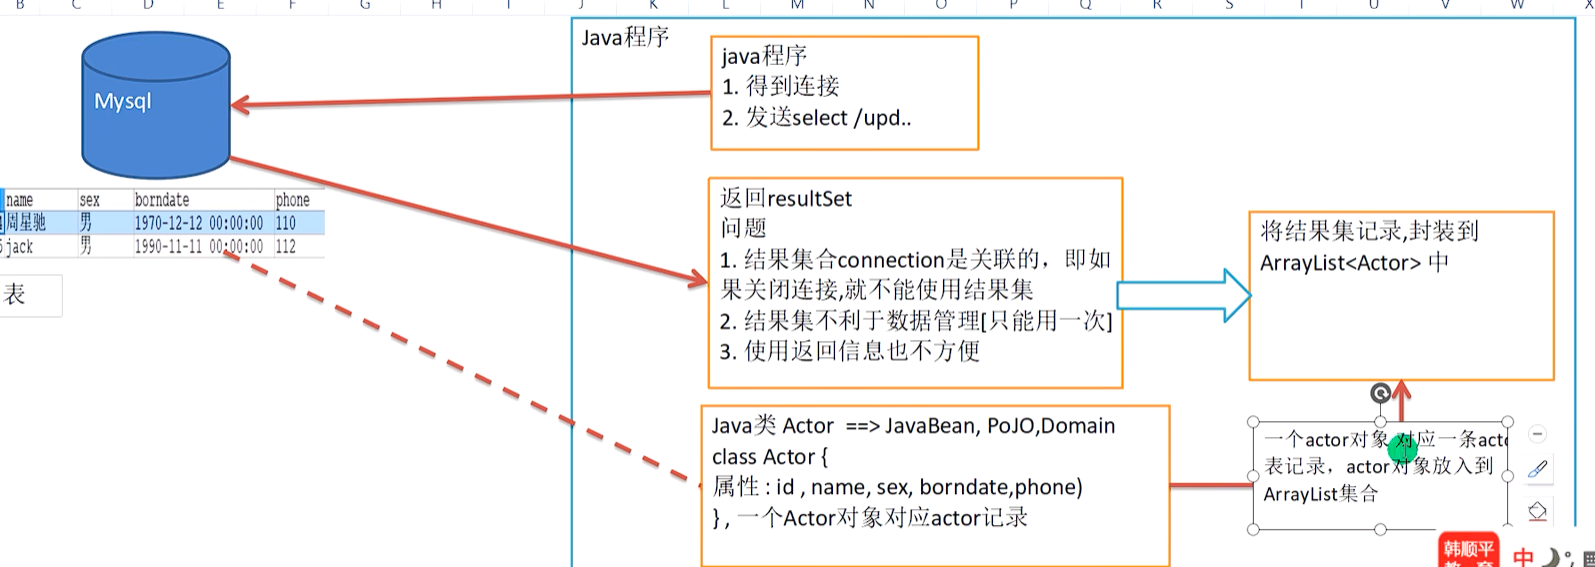 B C D E F G H I J K L M N O P Q R S T U V W X
Mysql
name sex borndate phone
周星驰 男 1970-12-12 00:00:00 110
jack 男 1990-11-11 00:00:00 112
表
Java程序
java程序
1. 得到连接
2. 发送select /upd..
返回resultSet
问题
1. 结果集合connection是关联的，即如
果关闭连接,就不能使用结果集
2. 结果集不利于数据管理[只能用一次]
3. 使用返回信息也不方便
将结果集记录,封装到
ArrayList<Actor> 中
Java类 Actor ==> JavaBean, PoJO,Domain
class Actor {
属性 : id , name, sex, borndate,phone)
} , 一个Actor对象对应actor记录
一个actor对象 对应一条acto
表记录，actor对象放入到
ArrayList集合
韩顺平
教 育
中